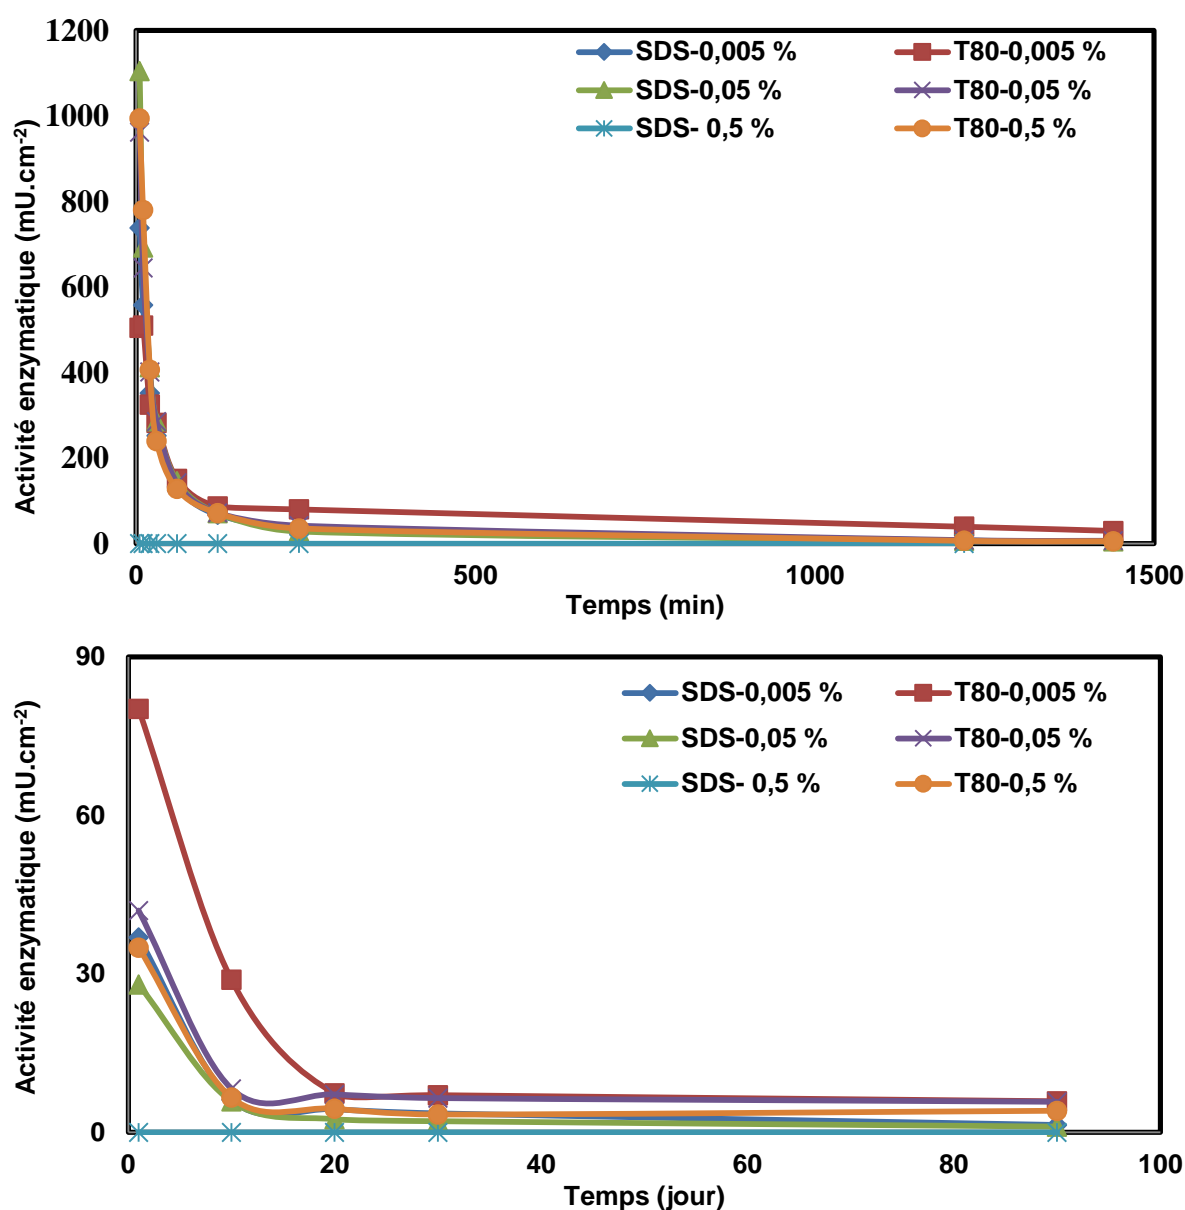 1200
1000
800
600
400
200
0
Activité enzymatique (mU.cm-2)
SDS-0,005 % T80-0,005 %
SDS-0,05 % T80-0,05 %
SDS- 0,5 % T80-0,5 %
0 500 1000 1500
Temps (min)
90
60
30
0
Activité enzymatique (mU.cm-2)
SDS-0,005 % T80-0,005 %
SDS-0,05 % T80-0,05 %
SDS- 0,5 % T80-0,5 %
0 20 40 60 80 100
Temps (jour)